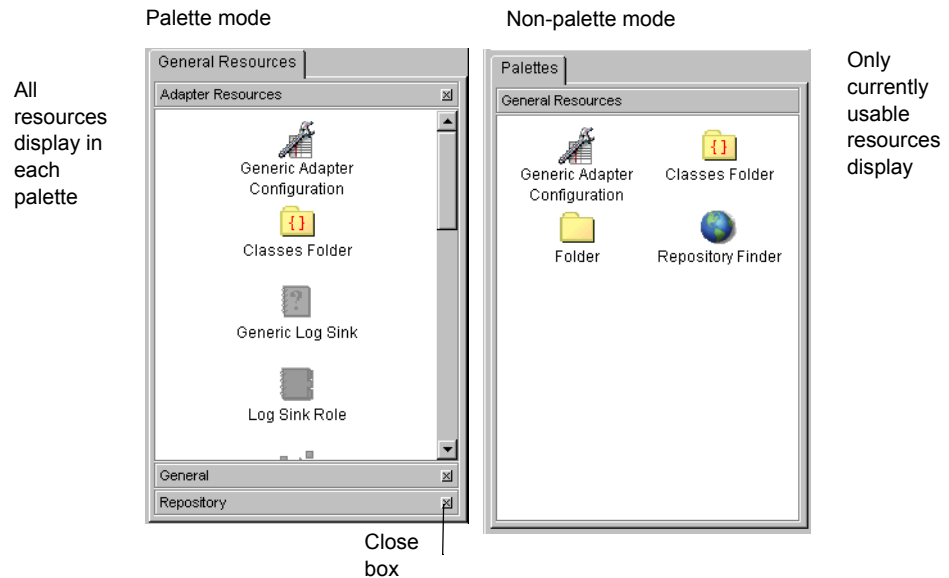 Palette mode
Non-palette mode
All
resources
display in
each
palette
General Resources
Adapter Resources
Generic Adapter
Configuration
Classes Folder
Generic Log Sink
Log Sink Role
General
Repository
Close
box
Palettes
General Resources
Generic Adapter
Configuration
Classes Folder
Folder
Repository Finder
Only
currently
usable
resources
display